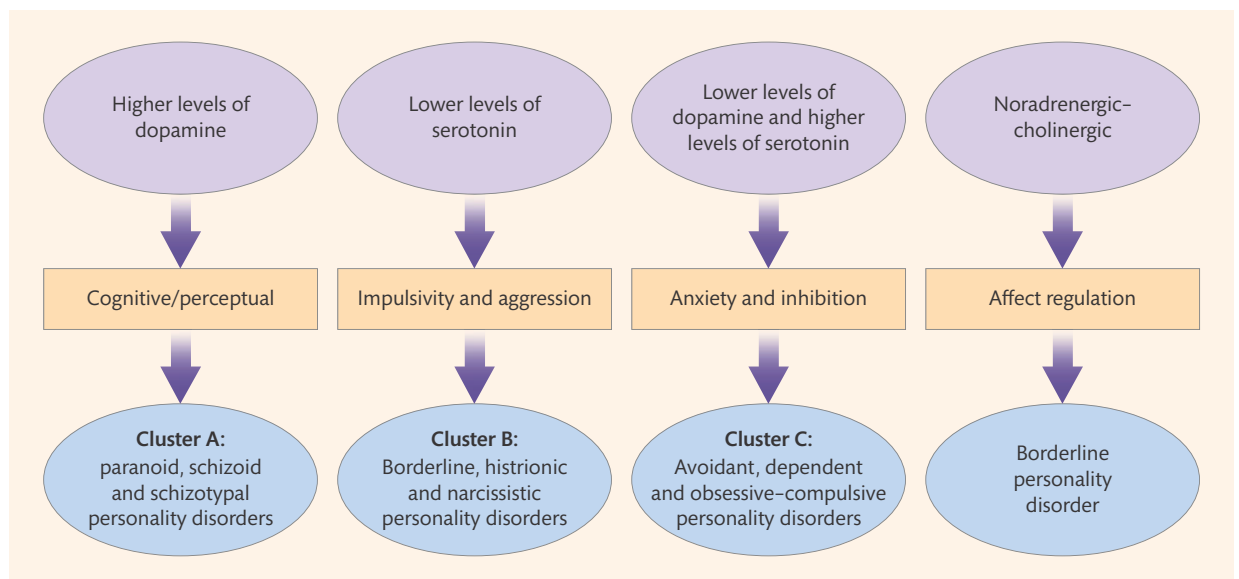 Higher levels of
dopamine
Lower levels of
serotonin
Lower levels of
dopamine and higher
levels of serotonin
Noradrenergic–
cholinergic
Cognitive/perceptual
Impulsivity and aggression
Anxiety and inhibition
Affect regulation
Cluster A:
paranoid, schizoid
and schizotypal
personality disorders
Cluster B:
Borderline, histrionic
and narcissistic
personality disorders
Cluster C:
Avoidant, dependent
and obsessive–compulsive
personality disorders
Borderline
personality
disorder